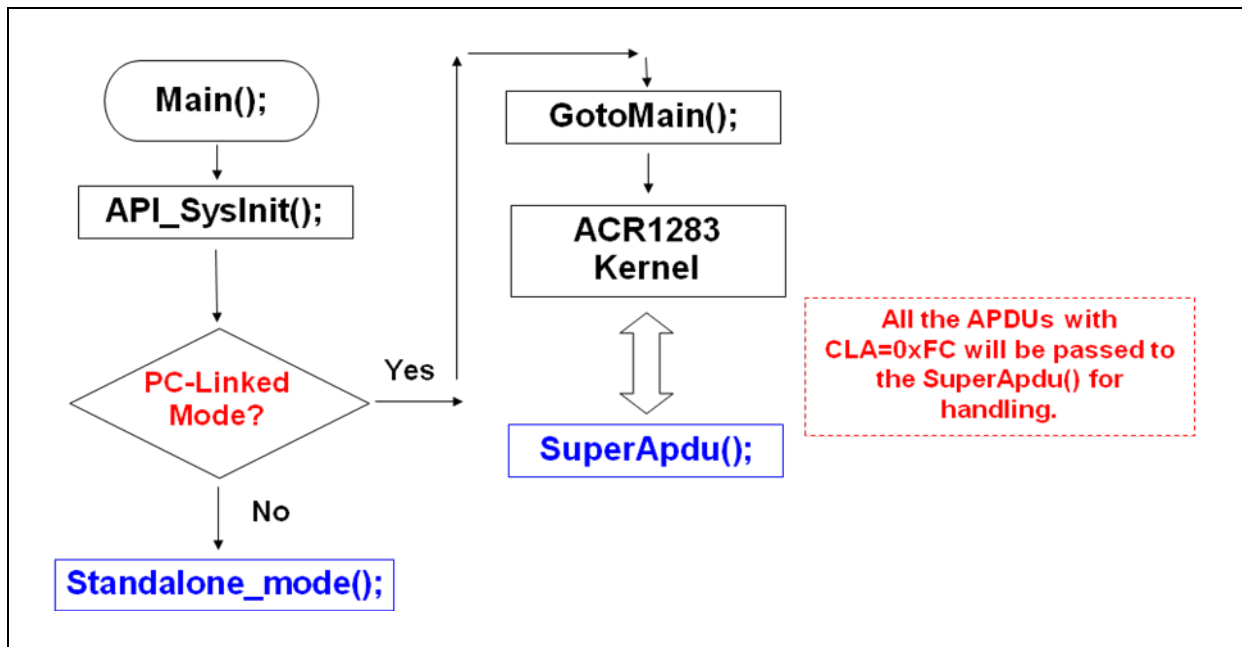 Main();
API_SysInit();
PC-Linked
Mode?
Yes
No
Standalone_mode();
GotoMain();
ACR1283
Kernel
SuperApdu();
All the APDUs with
CLA=0xFC will be passed to
the SuperApdu() for
handling.